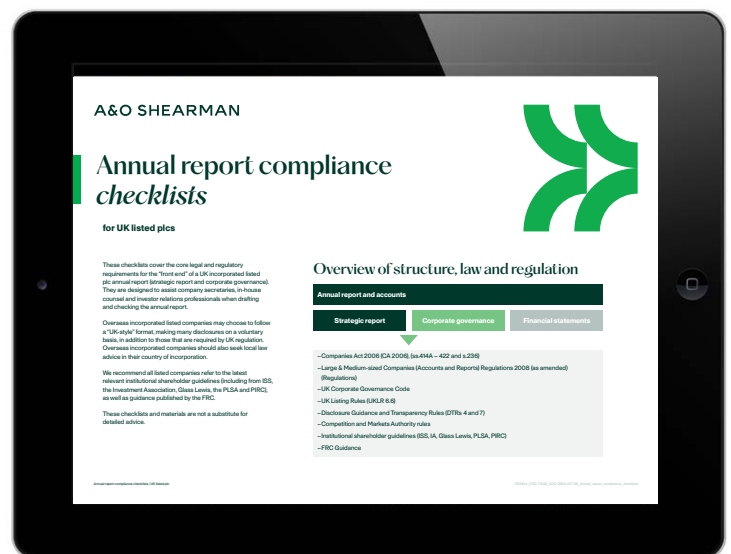 A&O SHEARMAN
Annual report compliance
checklists
for UK listed plcs
These checklists cover the core legal and regulatory
requirements for the "front end" of a UK incorporated listed
plc annual report (strategic report and corporate governance).
They are designed to assist company secretaries, in-house
counsel and investor relations professionals when drafting
and checking the annual report.
Overseas incorporated listed companies may choose to follow
a "UK-style" format, making many disclosures on a voluntary
basis, in addition to those that are required by UK regulation.
Overseas incorporated companies should also seek local law
advice in their country of incorporation.
We recommend all listed companies refer to the latest
relevant institutional shareholder guidelines (including from ISS,
the Investment Association, Glass Lewis, the PLSA and PIRC),
as well as guidance published by the FRC.
These checklists and materials are not a substitute for
detailed advice.
Overview of structure, law and regulation
Annual report and accounts
Strategic report Corporate governance Financial statements
–Companies Act 2006 (CA 2006), (ss.414A – 422 and s.236)
–Large & Medium-sized Companies (Accounts and Reports) Regulations 2008 (as amended)
(Regulations)
–UK Corporate Governance Code
–UK Listing Rules (UKLR 6.6)
–Disclosure Guidance and Transparency Rules (DTRs 4 and 7)
–Competition and Markets Authority rules
–Institutional shareholder guidelines (ISS, IA, Glass Lewis, PLSA, PIRC)
–FRC Guidance